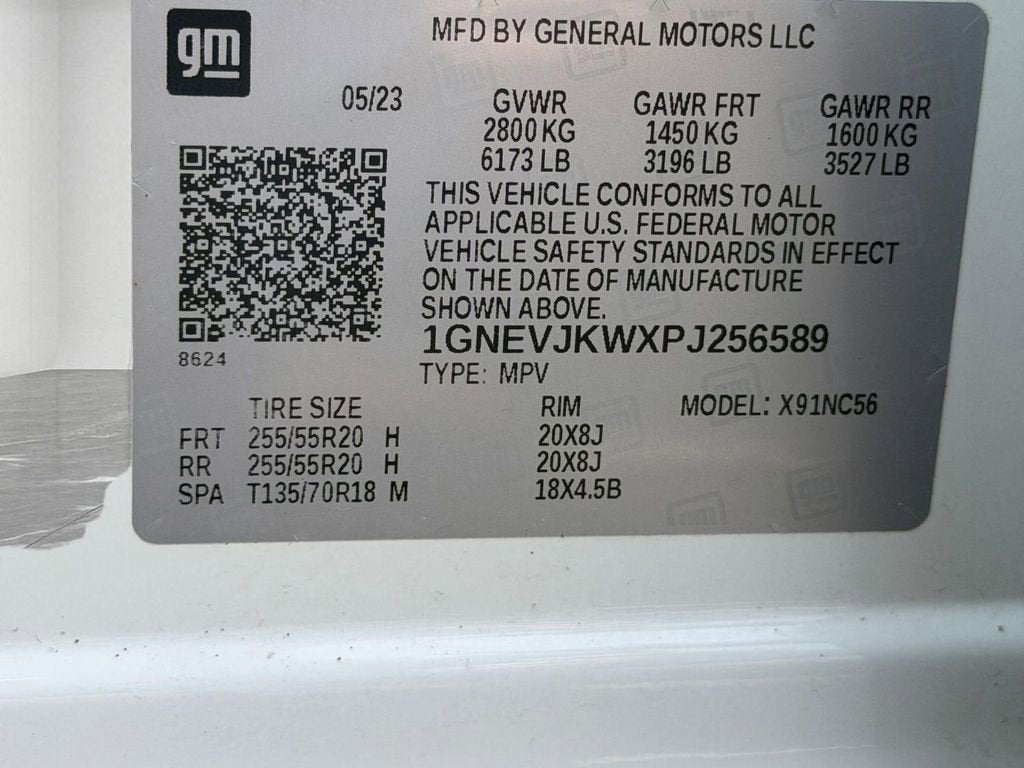 gm
MFD BY GENERAL MOTORS LLC
05/23 GVWR GAWR FRT GAWR RR
2800 KG 1450 KG 1600 KG
6173 LB 3196 LB 3527 LB
THIS VEHICLE CONFORMS TO ALL
APPLICABLE U.S. FEDERAL MOTOR
VEHICLE SAFETY STANDARDS IN EFFECT
ON THE DATE OF MANUFACTURE
SHOWN ABOVE.
1GNEVJKWXPJ256589
8624
TYPE: MPV
TIRE SIZE RIM MODEL: X91NC56
FRT 255/55R20 H 20X8J
RR 255/55R20 H 20X8J
SPA T135/70R18 M 18X4.5B